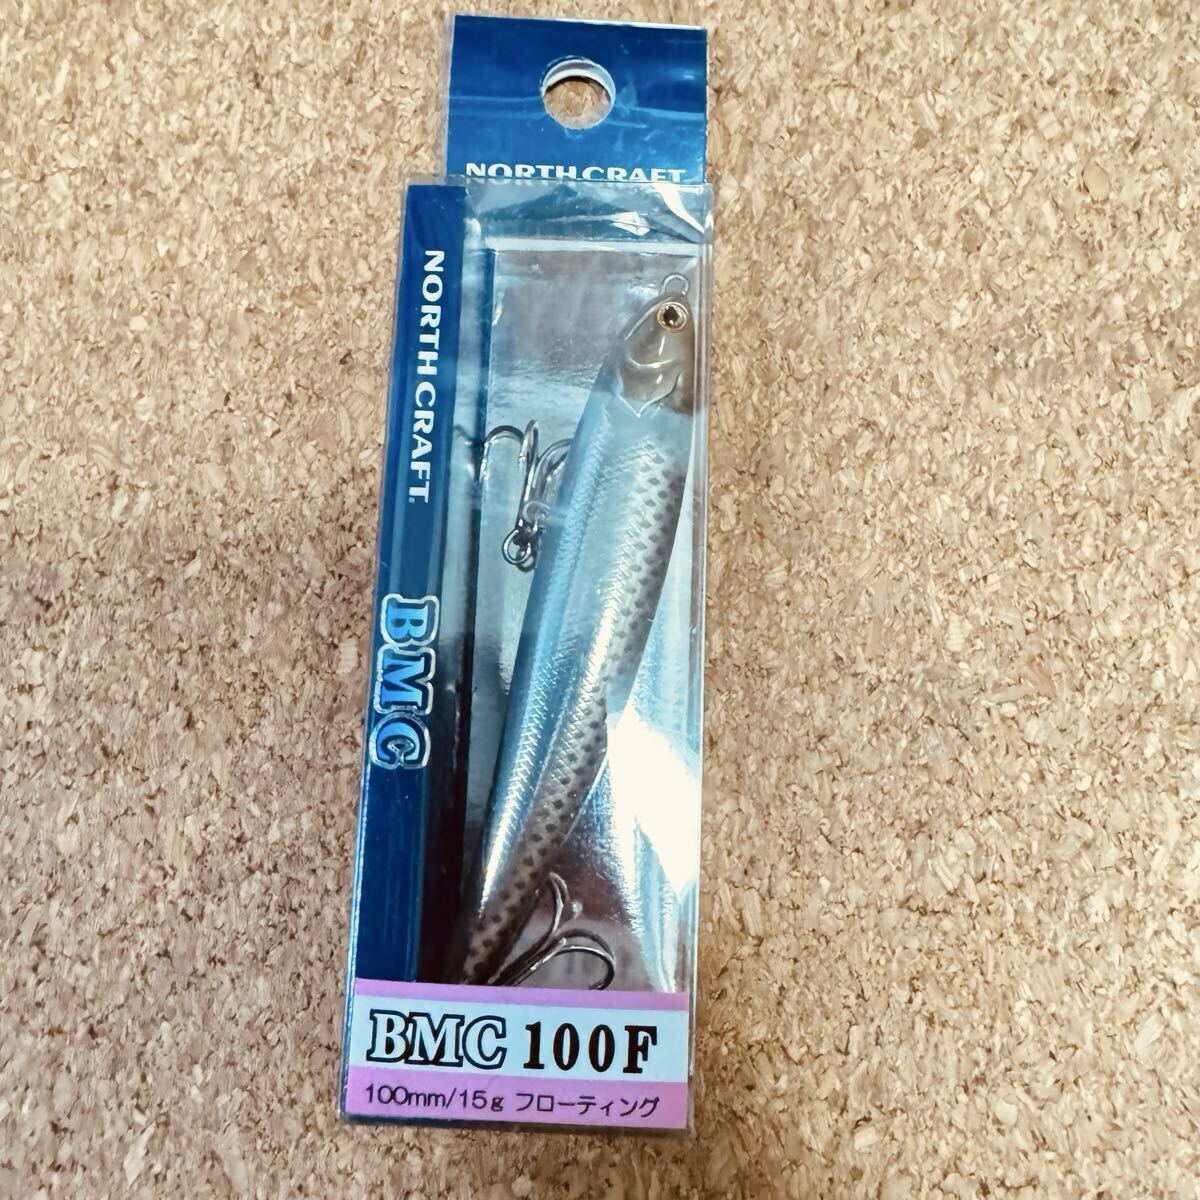 NORTH CRAFT
NORTH CRAFT.
BMC
BMC 100F
100mm/15g フローティング